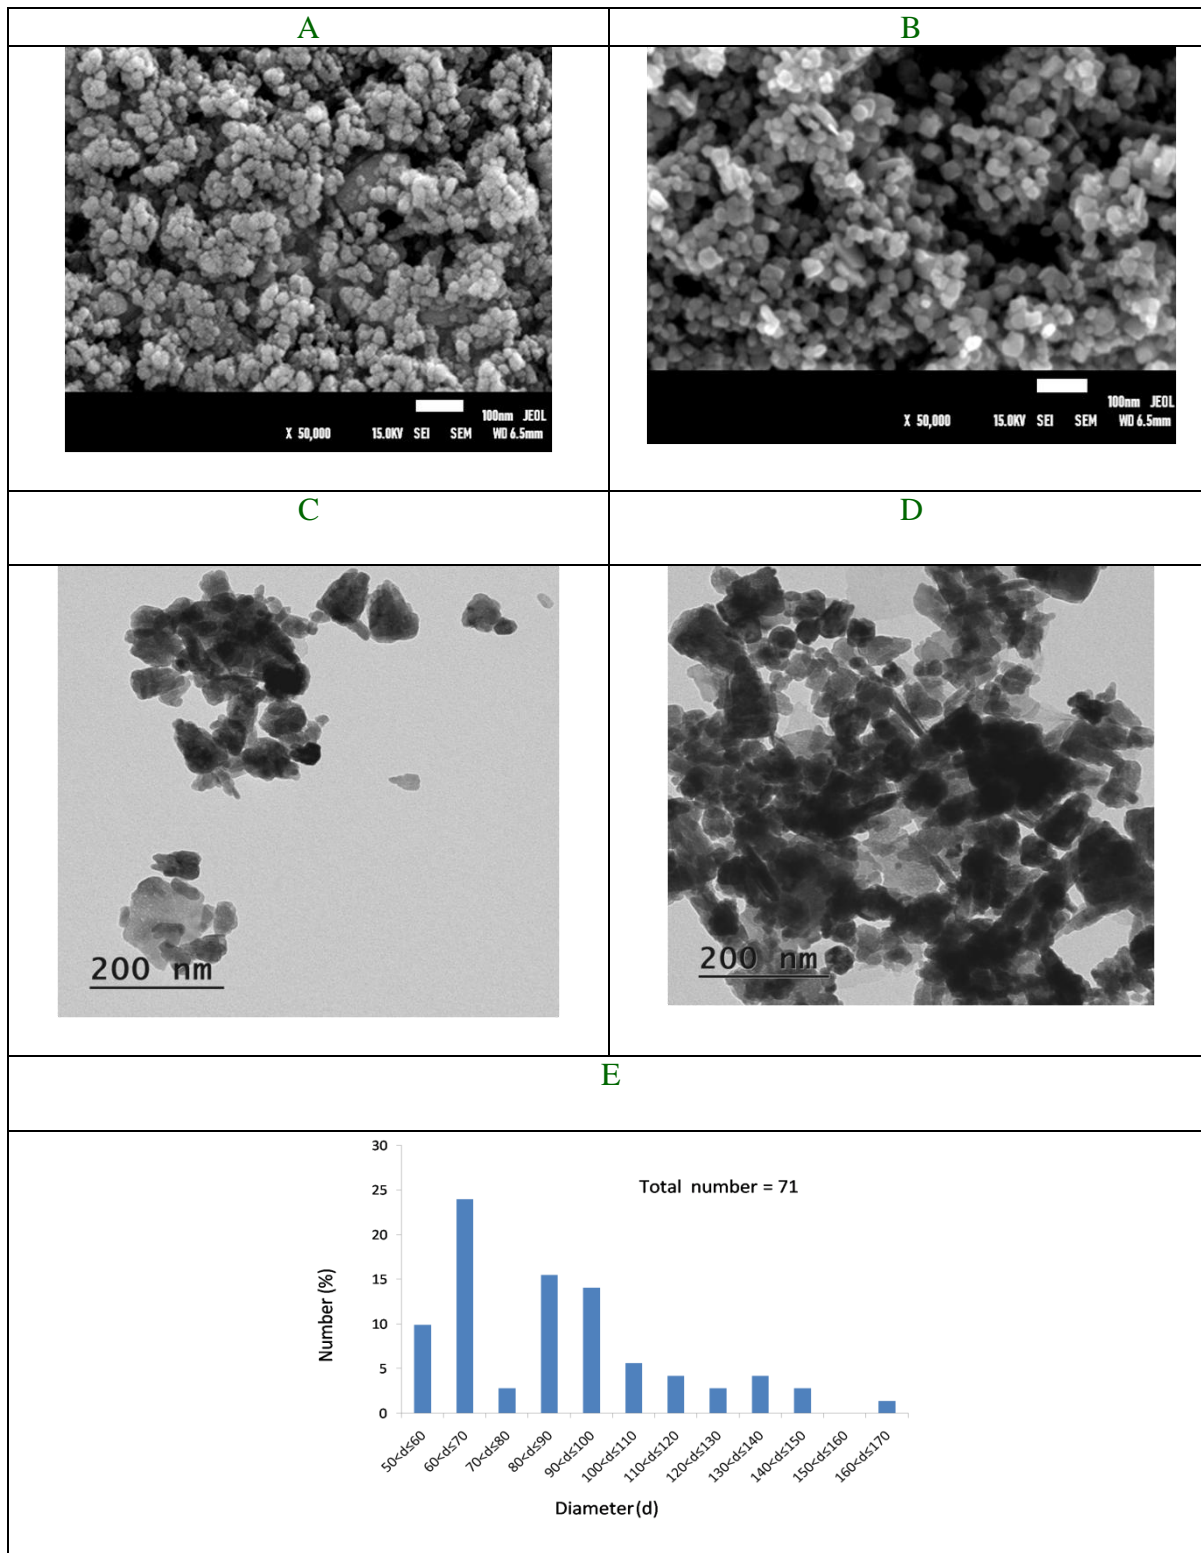 A
B
100nm JEOL
X 50,000 15.0KV SEI SEM WD 6.5mm
100nm JEOL
X 50,000 15.0KV SEI SEM WD 6.5mm
C
D
200 nm
200 nm
E
30
25
20
15
10
5
0
Total number = 71
Number (%)
50<d≤60
60<d≤70
70<d≤80
80<d≤90
90<d≤100
100<d≤110
110<d≤120
120<d≤130
130<d≤140
140<d≤150
150<d≤160
160<d≤170
Diameter(d)